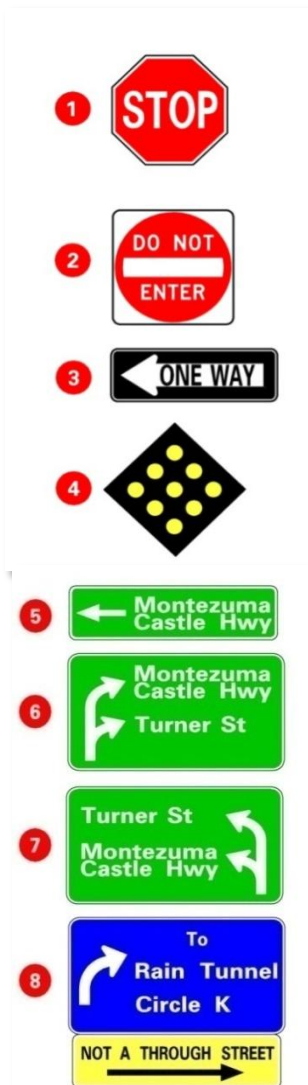 1
STOP
2
DO NOT
ENTER
3
ONE WAY
4
5
Montezuma
Castle Hwy
6
Montezuma
Castle Hwy
Turner St
7
Turner St
Montezuma
Castle Hwy
8
To
Rain Tunnel
Circle K
NOT A THROUGH STREET